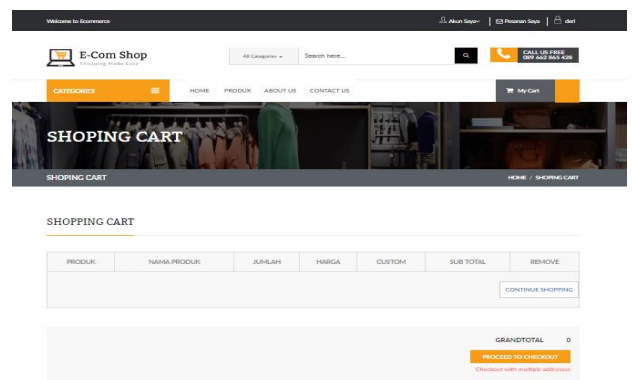 Welcome to Ecommerce
Akun Saya
Pesanan Saya
deri
E-Com Shop
Shopping Made Easy
All Categories
Search here...
CALL US FREE
089 662 865 428
CATEGORIES
HOME PRODUK ABOUT US CONTACT US
My Cart
SHOPING CART
SHOPING CART
HOME / SHOPING CART
SHOPPING CART
PRODUK NAMA PRODUK JUMLAH HARGA CUSTOM SUB TOTAL REMOVE
CONTINUE SHOPPING
GRANDTOTAL 0
PROCEED TO CHECKOUT
Checkout with multiple addresses